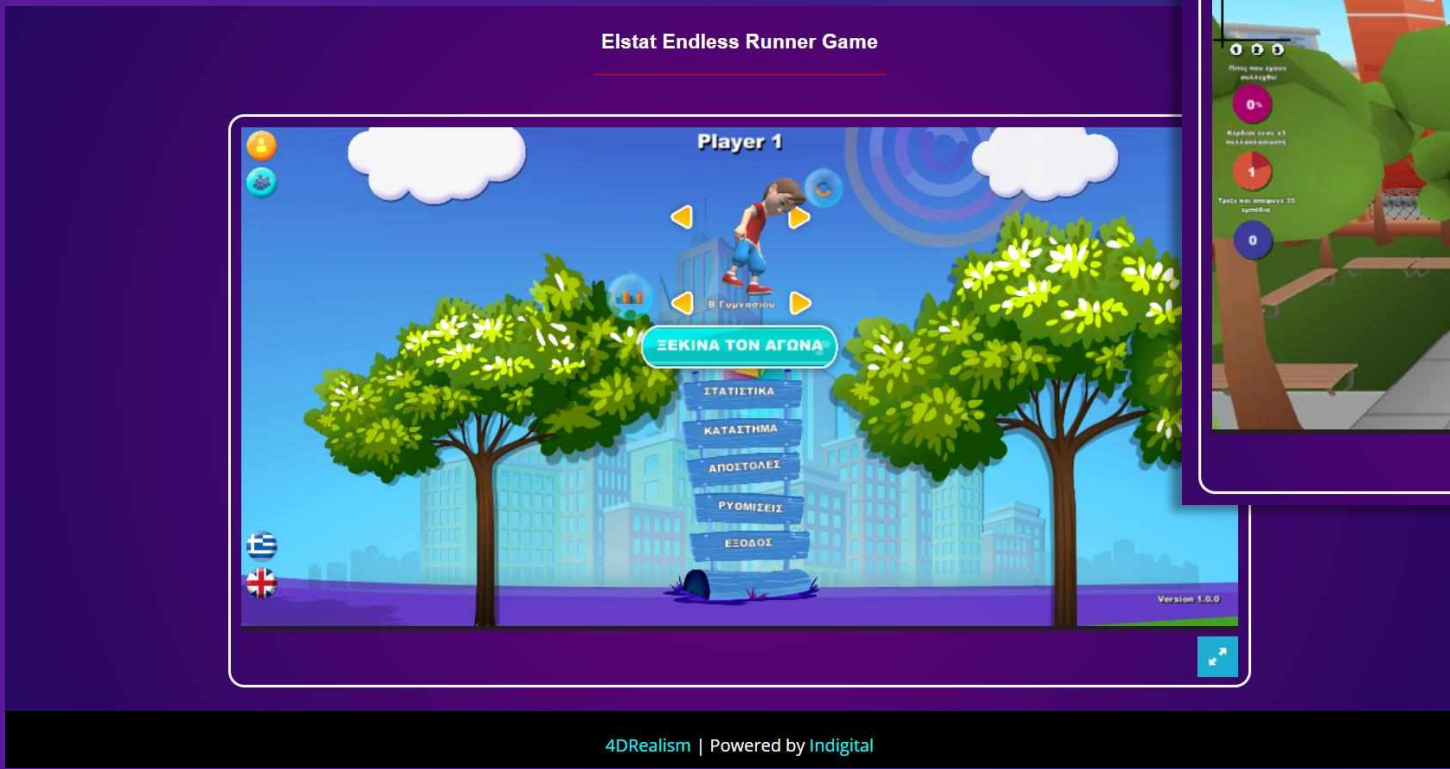 Elstat Endless Runner Game
Player 1
Β Γυμνασίου
ΞΕΚΙΝΑ ΤΟΝ ΑΓΩΝΑ
ΣΤΑΤΙΣΤΙΚΑ
ΚΑΤΑΣΤΗΜΑ
ΑΠΟΣΤΟΛΕΣ
ΡΥΘΜΙΣΕΙΣ
ΕΞΟΔΟΣ
Version 1.0.0
0%
1
0
4DRealism | Powered by Indigital